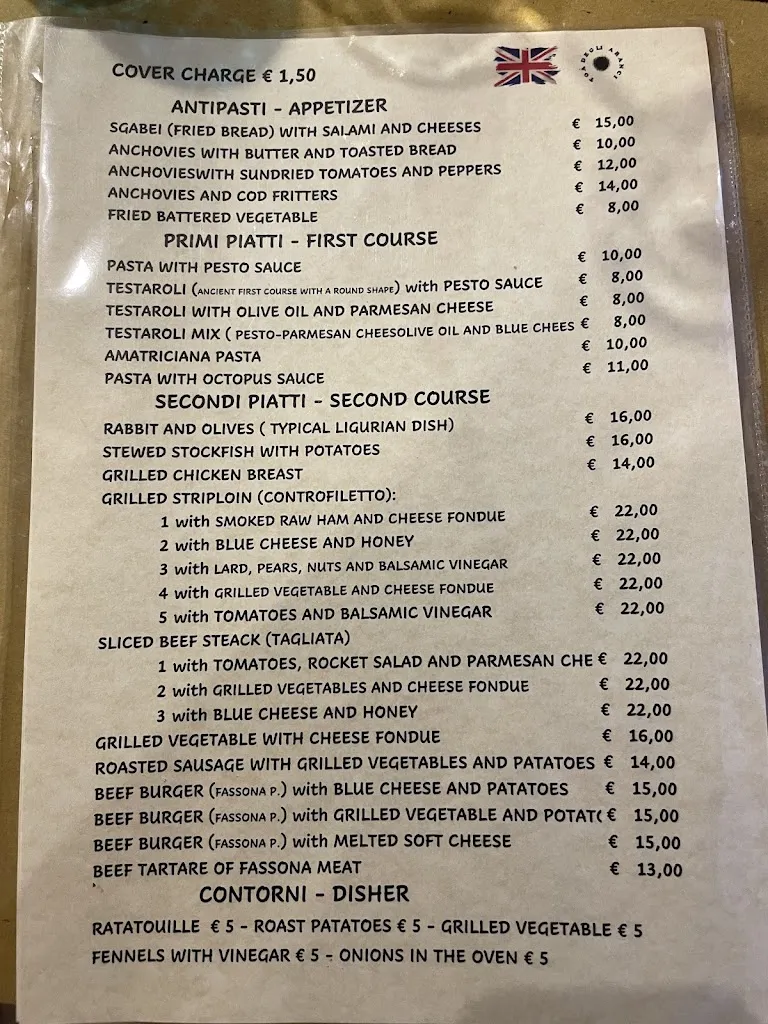 COVER CHARGE € 1,50
ANTIPASTI - APPETIZER
SGABEI (FRIED BREAD) WITH SALAMI AND CHEESES € 15,00
ANCHOVIES WITH BUTTER AND TOASTED BREAD € 10,00
ANCHOVIESWITH SUNDRIED TOMATOES AND PEPPERS € 12,00
ANCHOVIES AND COD FRITTERS € 14,00
FRIED BATTERED VEGETABLE € 8,00
PRIMI PIATTI - FIRST COURSE
PASTA WITH PESTO SAUCE € 10,00
TESTAROLI (ANCIENT FIRST COURSE WITH A ROUND SHAPE) with PESTO SAUCE € 8,00
TESTAROLI WITH OLIVE OIL AND PARMESAN CHEESE € 8,00
TESTAROLI MIX ( PESTO-PARMESAN CHEESOLIVE OIL AND BLUE CHEES € 8,00
AMATRICIANA PASTA € 10,00
PASTA WITH OCTOPUS SAUCE € 11,00
SECONDI PIATTI - SECOND COURSE
RABBIT AND OLIVES ( TYPICAL LIGURIAN DISH) € 16,00
STEWED STOCKFISH WITH POTATOES € 16,00
GRILLED CHICKEN BREAST € 14,00
GRILLED STRIPLOIN (CONTROFILETTO):
1 with SMOKED RAW HAM AND CHEESE FONDUE € 22,00
2 with BLUE CHEESE AND HONEY € 22,00
3 with LARD, PEARS, NUTS AND BALSAMIC VINEGAR € 22,00
4 with GRILLED VEGETABLE AND CHEESE FONDUE € 22,00
5 with TOMATOES AND BALSAMIC VINEGAR € 22,00
SLICED BEEF STEACK (TAGLIATA)
1 with TOMATOES, ROCKET SALAD AND PARMESAN CHE € 22,00
2 with GRILLED VEGETABLES AND CHEESE FONDUE € 22,00
3 with BLUE CHEESE AND HONEY € 22,00
GRILLED VEGETABLE WITH CHEESE FONDUE € 16,00
ROASTED SAUSAGE WITH GRILLED VEGETABLES AND PATATOES € 14,00
BEEF BURGER (FASSONA P.) with BLUE CHEESE AND PATATOES € 15,00
BEEF BURGER (FASSONA P.) with GRILLED VEGETABLE AND POTAT € 15,00
BEEF BURGER (FASSONA P.) with MELTED SOFT CHEESE € 15,00
BEEF TARTARE OF FASSONA MEAT € 13,00
CONTORNI - DISHER
RATATOUILLE € 5 - ROAST PATATOES € 5 - GRILLED VEGETABLE € 5
FENNELS WITH VINEGAR € 5 - ONIONS IN THE OVEN € 5